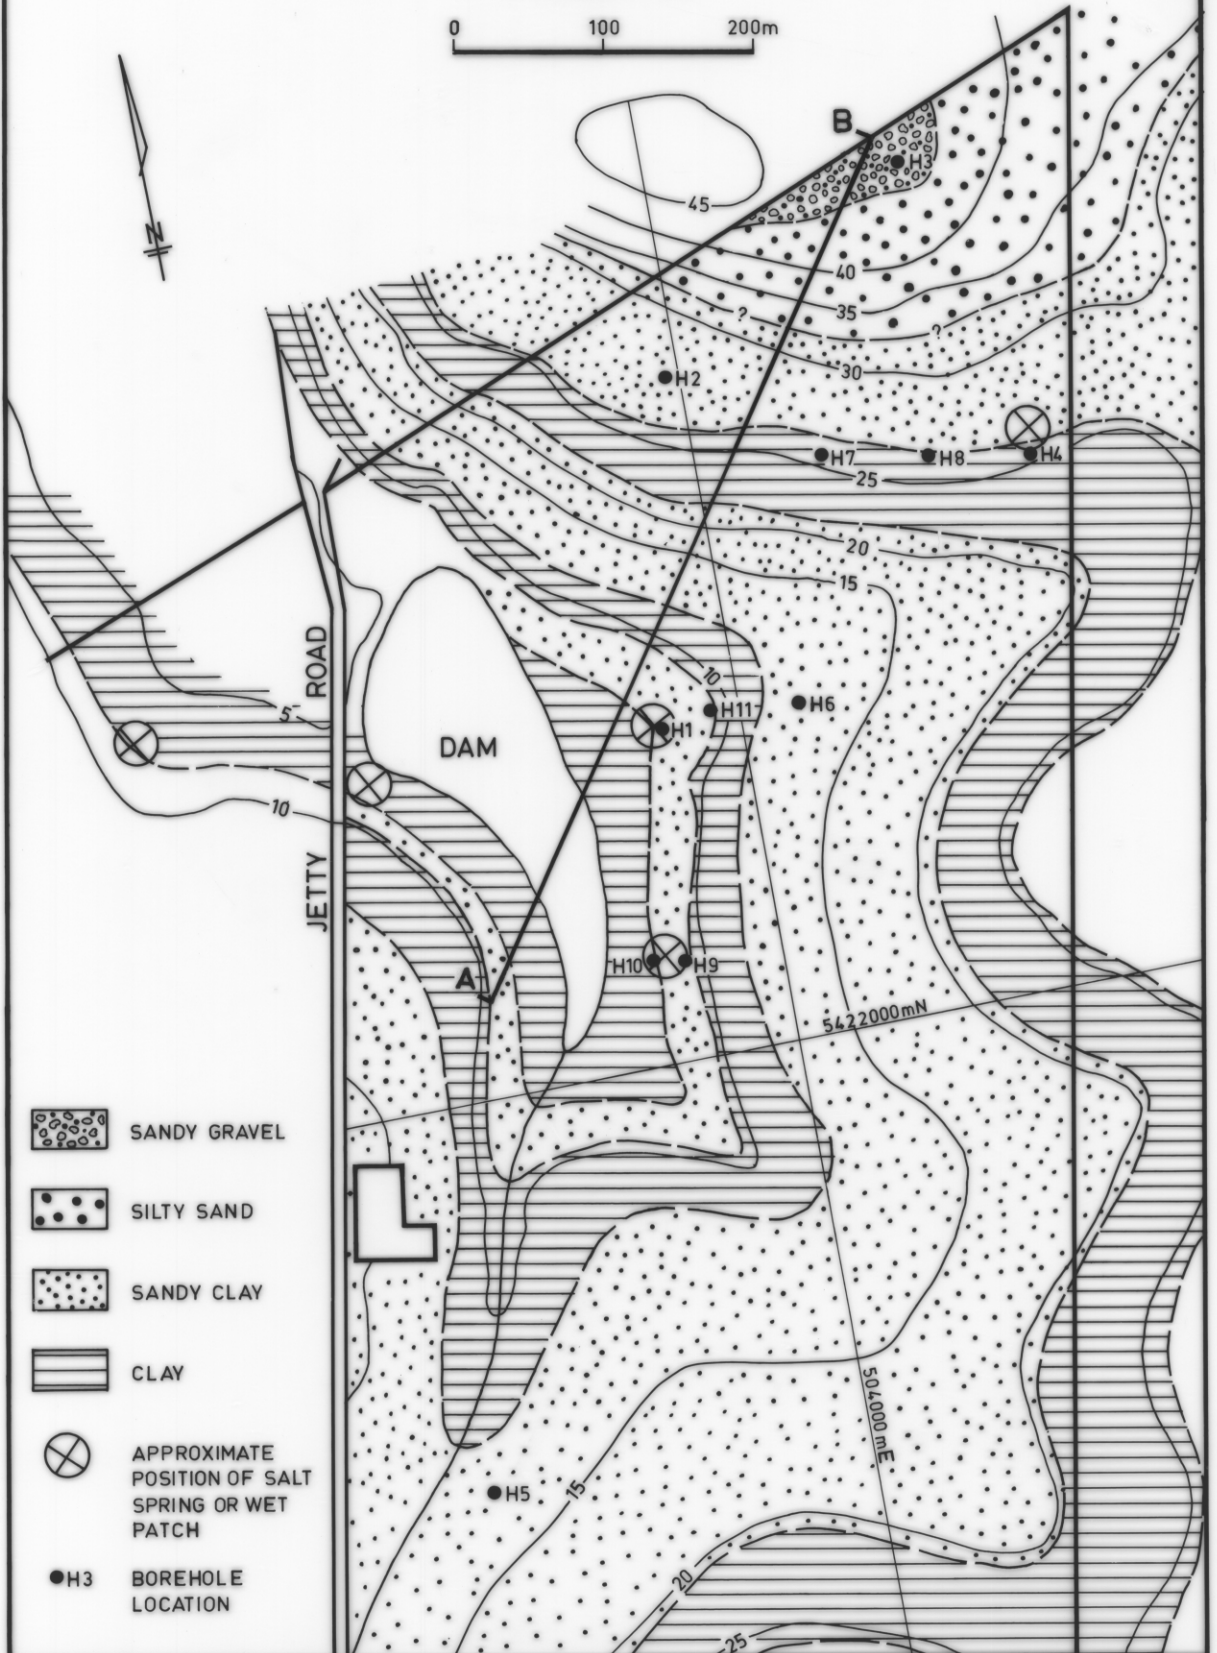 0 100 200m
N
B
H3
45
40
35
?
?
30
H2
H7
H8
H4
25
20
15
ROAD
10
H11
H6
H1
5
DAM
10
JETTY
H10
H9
A
5422000mN
SANDY GRAVEL
SILTY SAND
SANDY CLAY
CLAY
504000 mE
APPROXIMATE
POSITION OF SALT
SPRING OR WET
PATCH
H5
15
H3 BOREHOLE
LOCATION
20
25